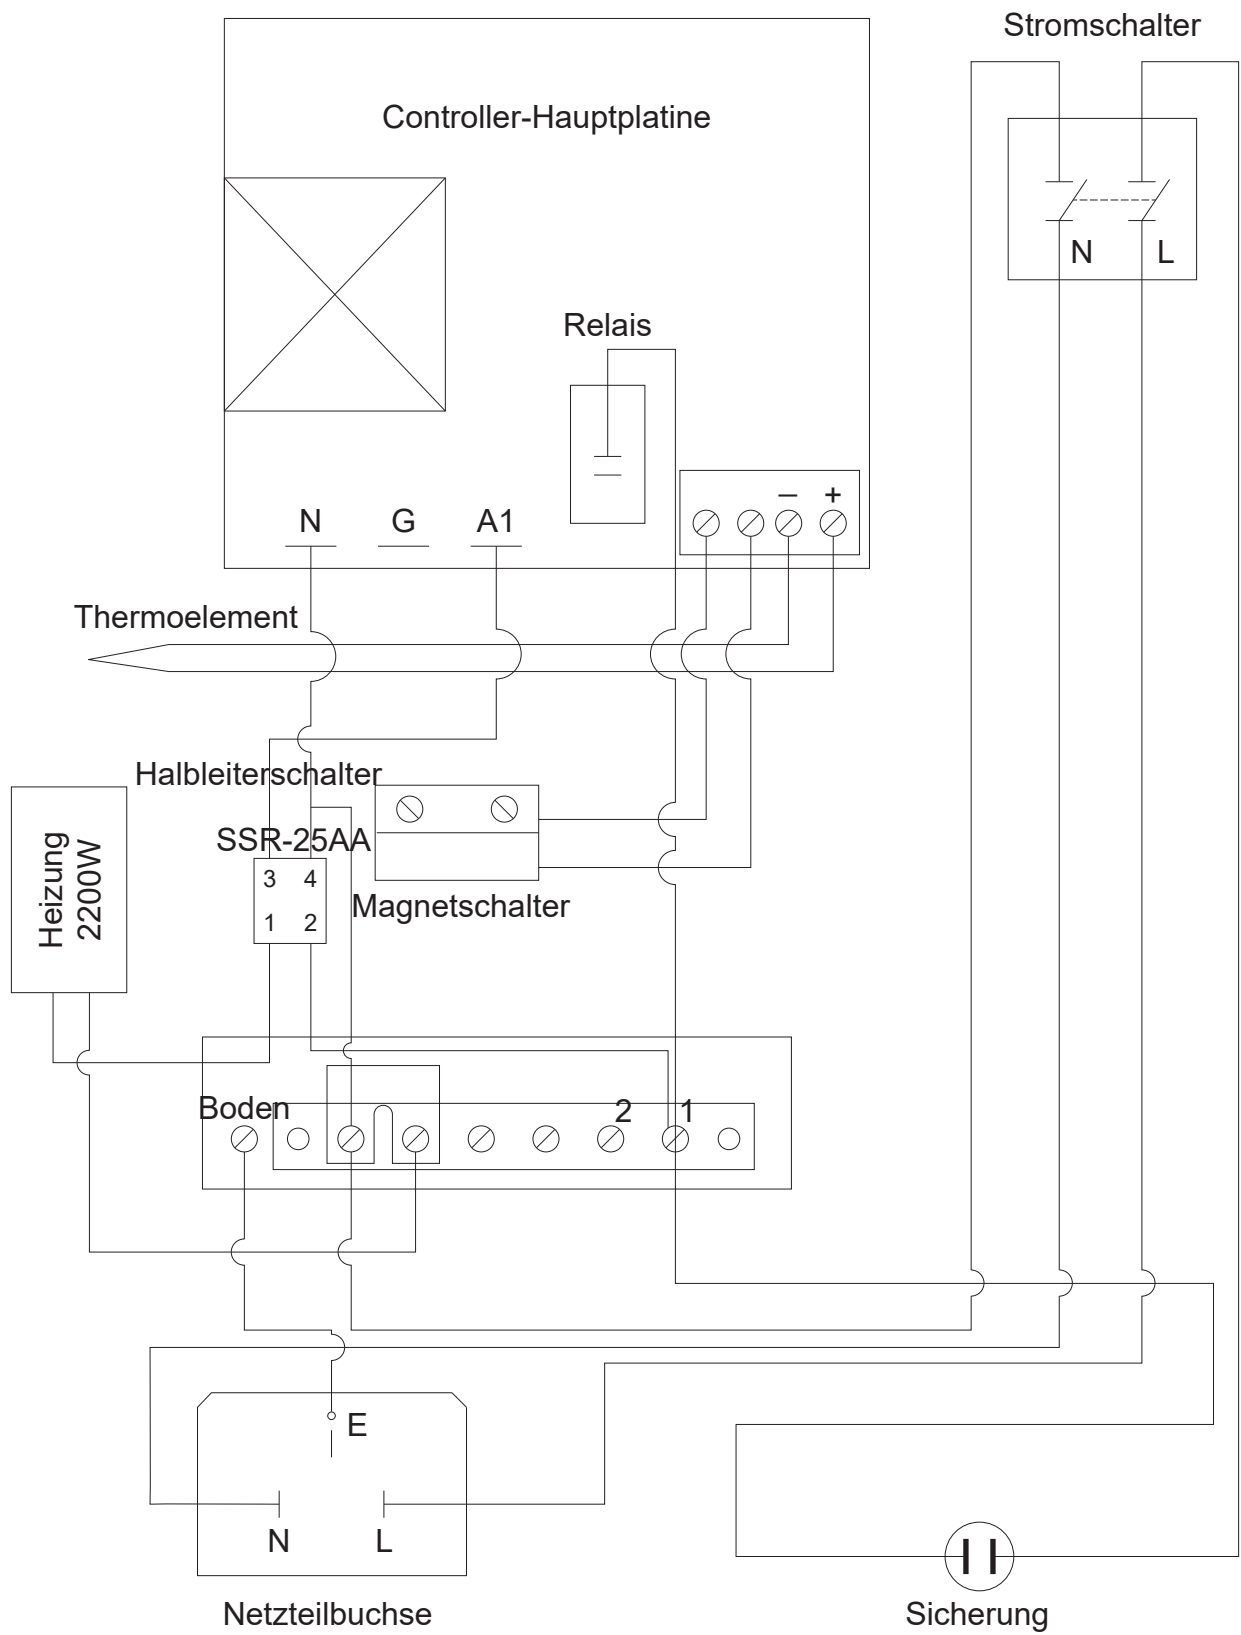 Stromschalter
Controller-Hauptplatine
N L
Relais
– +
N G A1
Thermoelement
Halbleiterschalter
SSR-25AA
Heizung
2200W
3 4
1 2
Magnetschalter
Boden
2 1
E
N L
Netzteilbuchse
Sicherung